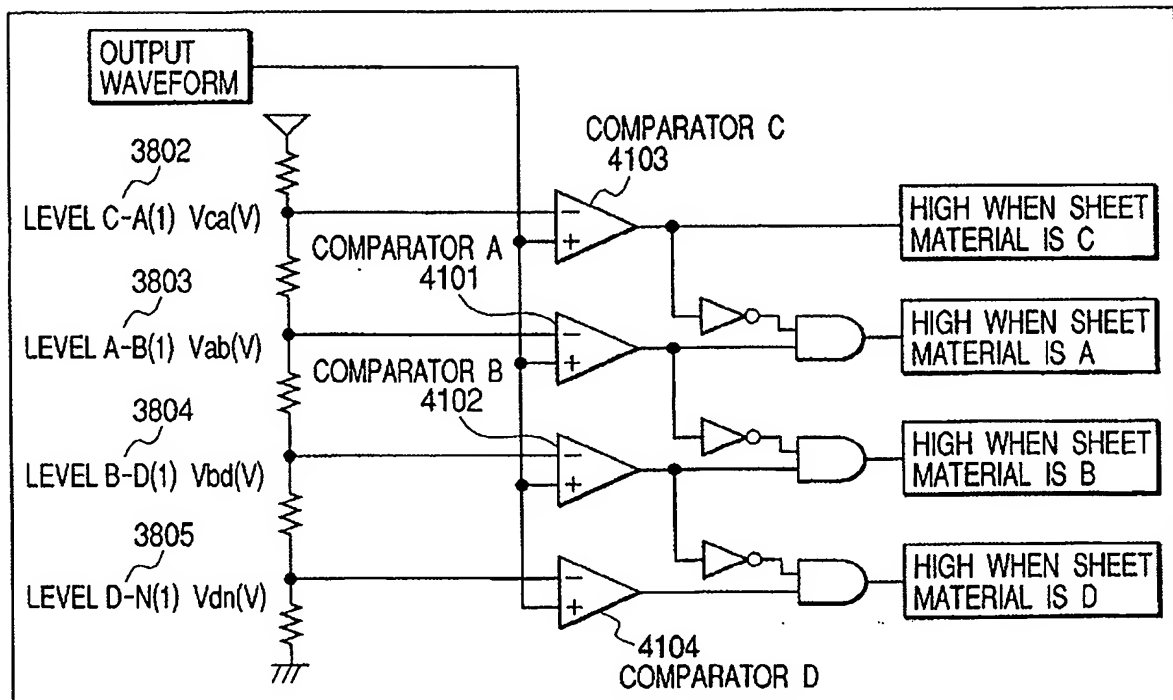 OUTPUT
WAVEFORM
3802
LEVEL C-A(1) Vca(V)
3803
LEVEL A-B(1) Vab(V)
3804
LEVEL B-D(1) Vbd(V)
3805
LEVEL D-N(1) Vdn(V)
COMPARATOR C
4103
COMPARATOR A
4101
COMPARATOR B
4102
4104
COMPARATOR D
−
+
−
+
−
+
−
+
HIGH WHEN SHEET
MATERIAL IS C
HIGH WHEN SHEET
MATERIAL IS A
HIGH WHEN SHEET
MATERIAL IS B
HIGH WHEN SHEET
MATERIAL IS D